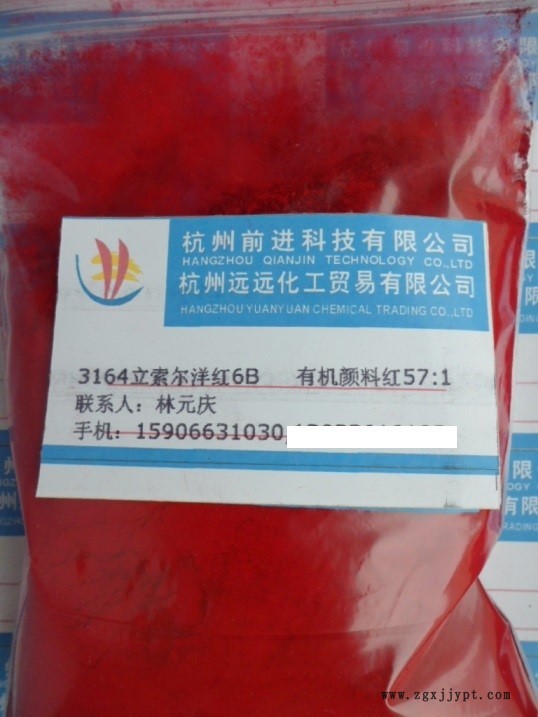 杭州前进科技有限公司
HANGZHOU QIANJIN TECHNOLOGY CO.,LTD
杭州远远化工贸易有限公司
HANGZHOU YUANYUAN CHEMICAL TRADING CO.,LTD
3164立索尔洋红6B 有机颜料红57:1
联系人：林元庆
手机：15906631030
www.zgxjjypt.com